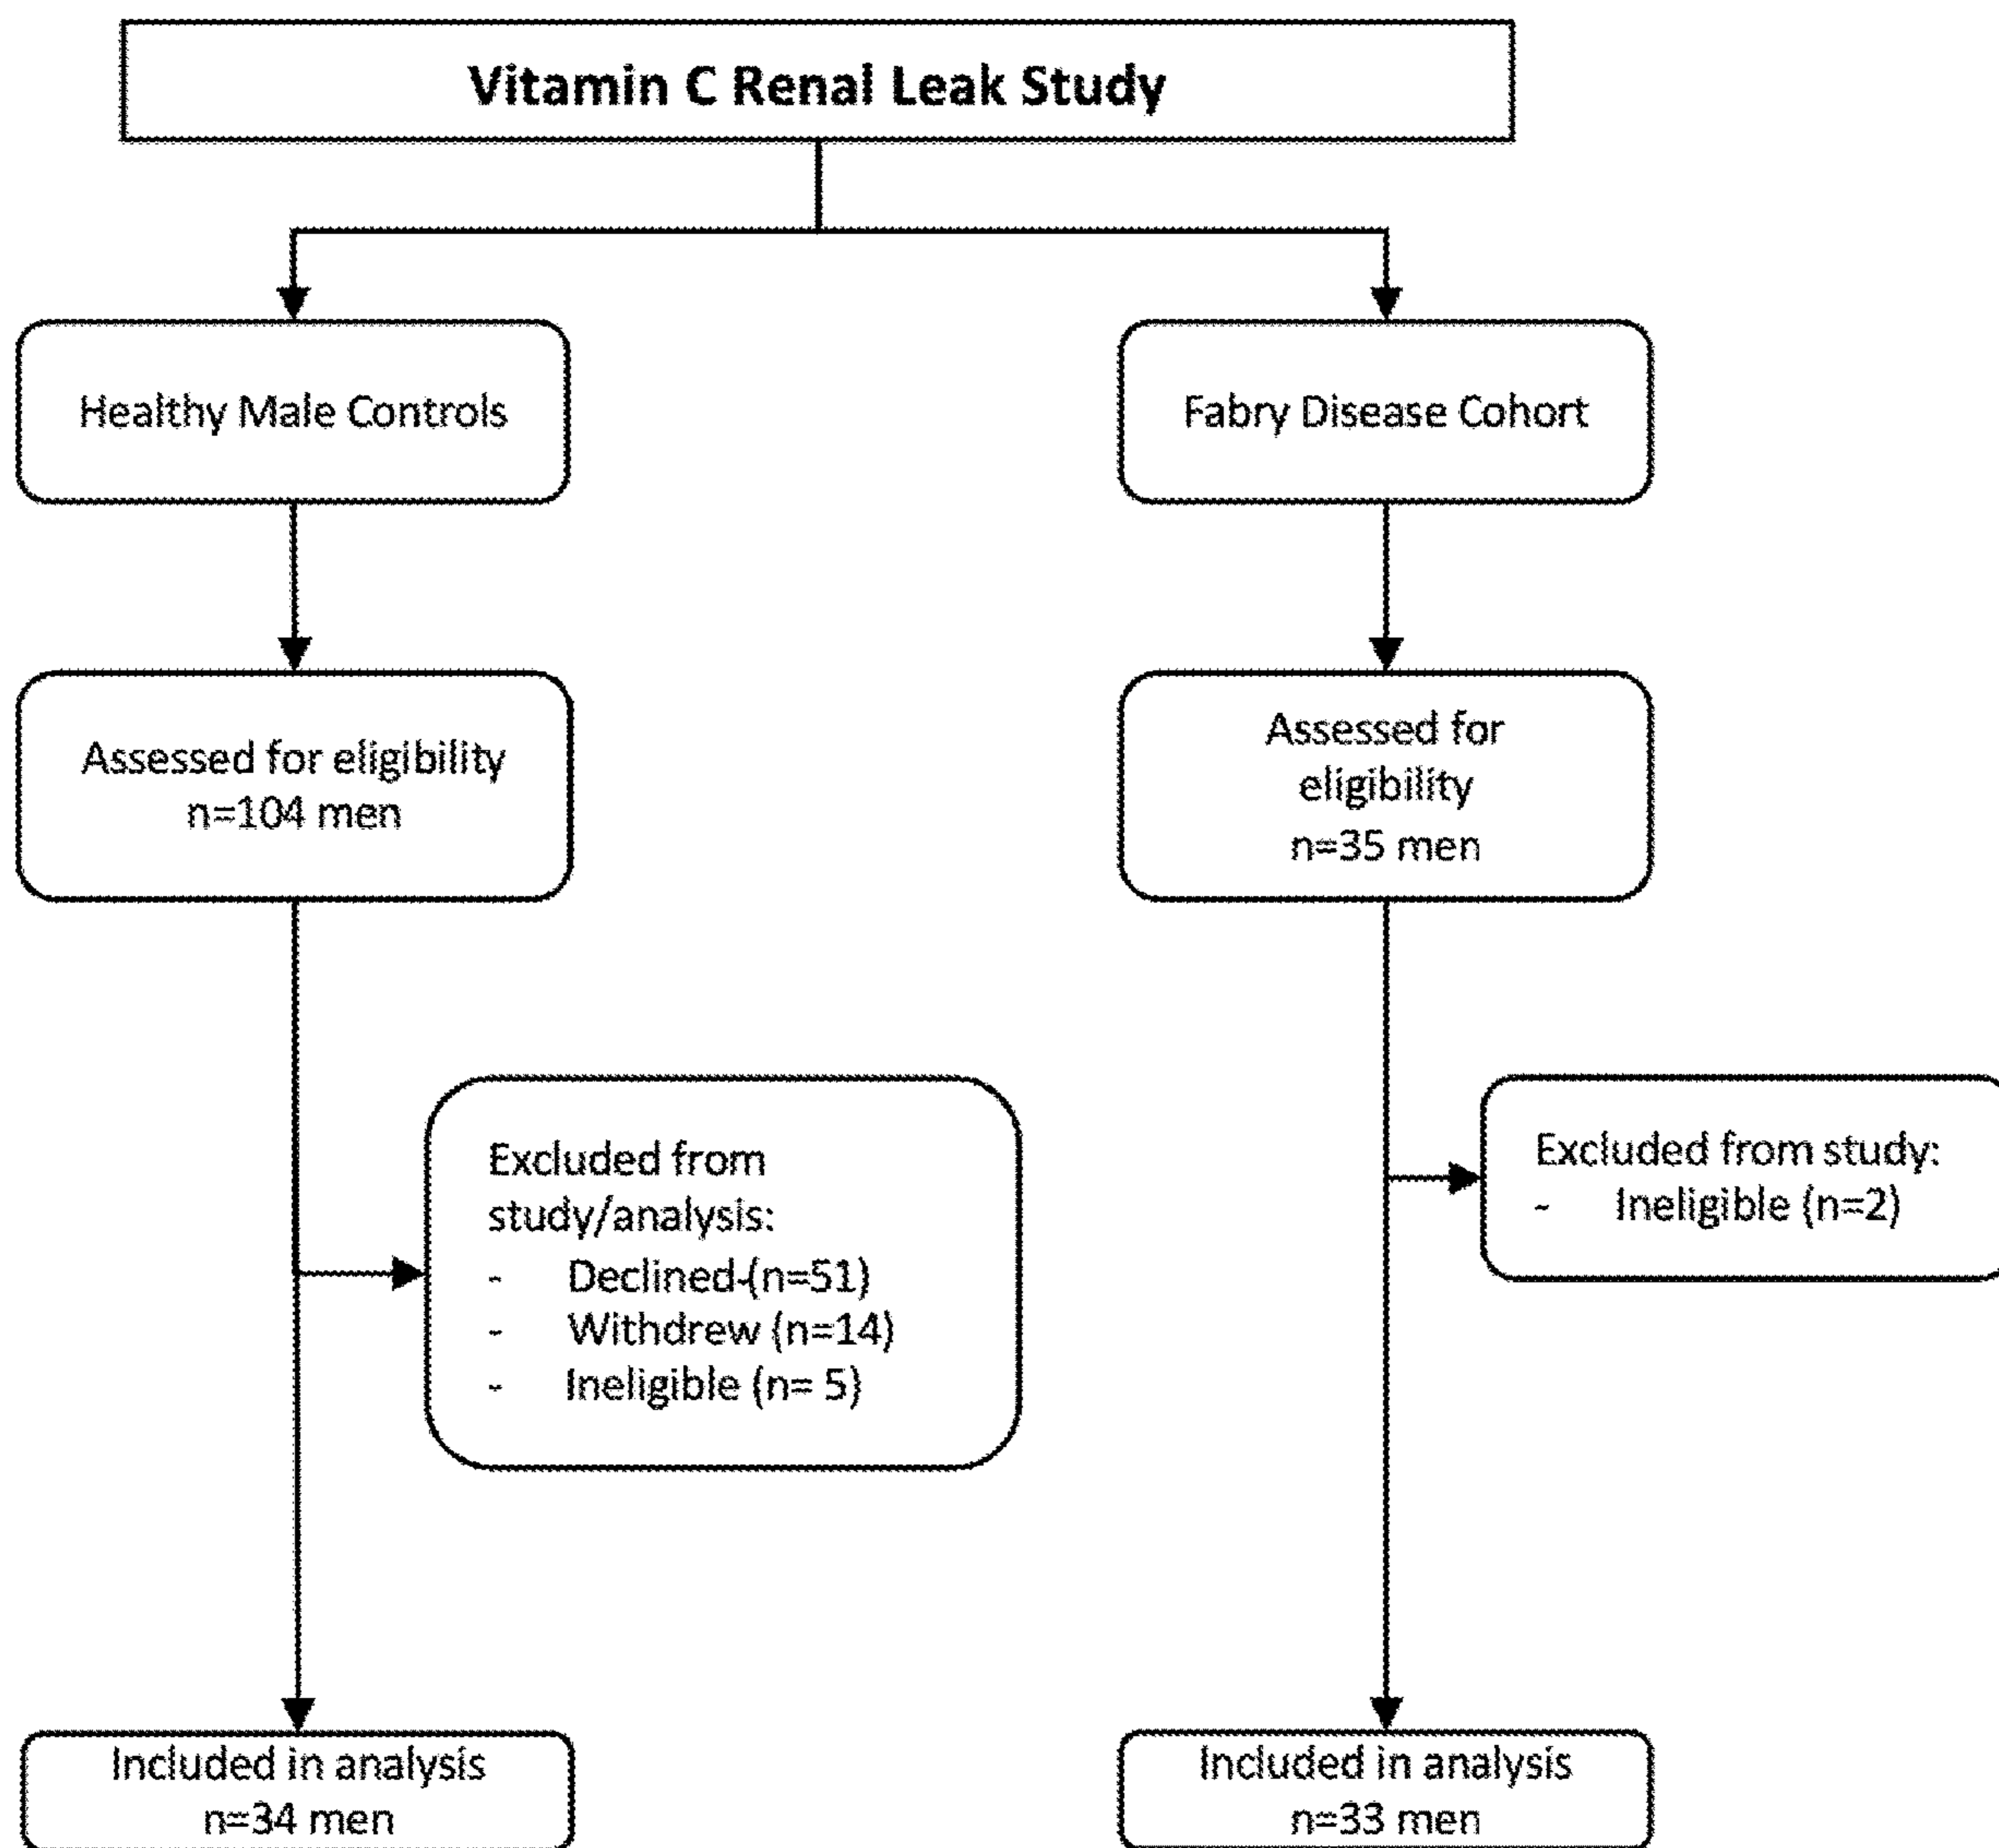 Vitamin C Renal Leak Study
Healthy Male Controls
Fabry Disease Cohort
Assessed for eligibility
n=104 men
Assessed for
eligibility
n=35 men
Excluded from
study/analysis:
- Declined-(n=51)
- Withdrew (n=14)
- Ineligible (n= 5)
Excluded from study:
- Ineligible (n=2)
Included in analysis
n=34 men
Included in analysis
n=33 men